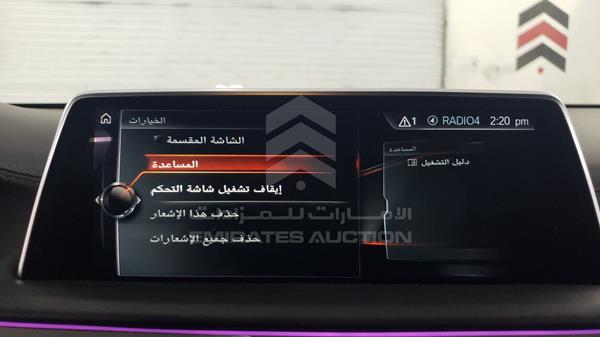 الخيارات
1 RADIO4 2:20 pm
الشاشة المقسمة
المساعدة
المساعدة
دليل التشغيل
إيقاف تشغيل شاشة التحكم
حذف هذا الإشعار
حذف جميع الإشعارات
الامارات للمزادات
EMIRATES AUCTION